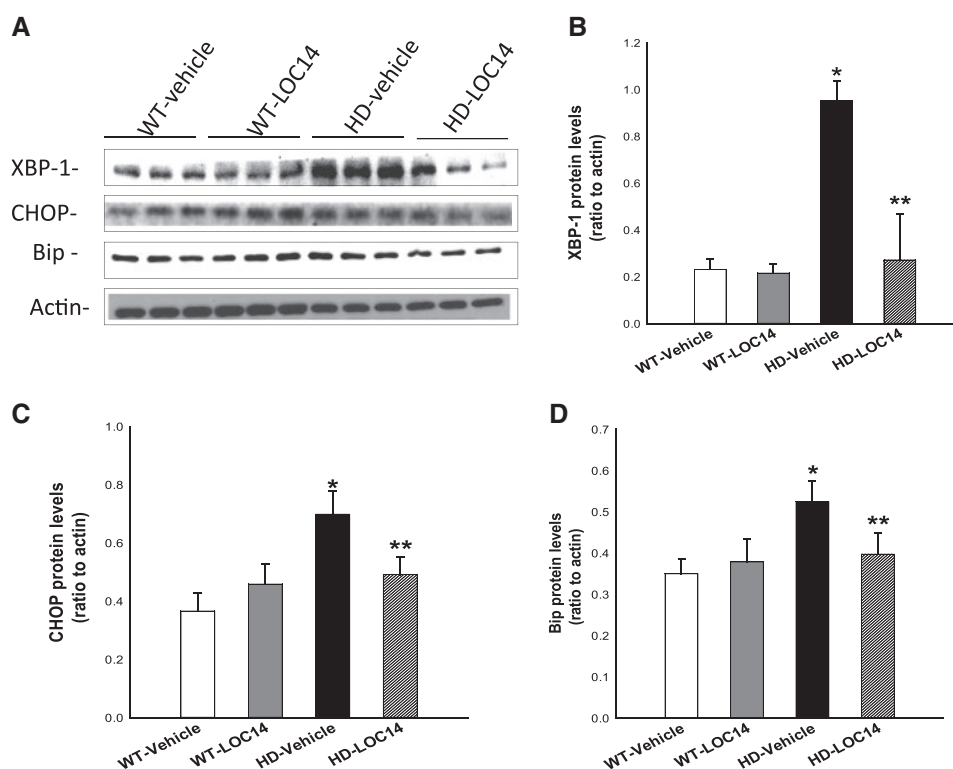 A
WT-vehicle
WT-LOC14
HD-vehicle
HD-LOC14
XBP-1-
CHOP-
Bip -
Actin-
B
XBP-1 protein levels
(ratio to actin)
1.2
1.0
0.8
0.6
0.4
0.2
0.0
*
**
WT-Vehicle
WT-LOC14
HD-Vehicle
HD-LOC14
C
CHOP protein levels
(ratio to actin)
1.0
0.8
0.6
0.4
0.2
0.0
*
**
WT-Vehicle
WT-LOC14
HD-Vehicle
HD-LOC14
D
Bip protein levels
(ratio to actin)
0.7
0.6
0.5
0.4
0.3
0.2
0.1
0.0
*
**
WT-Vehicle
WT-LOC14
HD-Vehicle
HD-LOC14